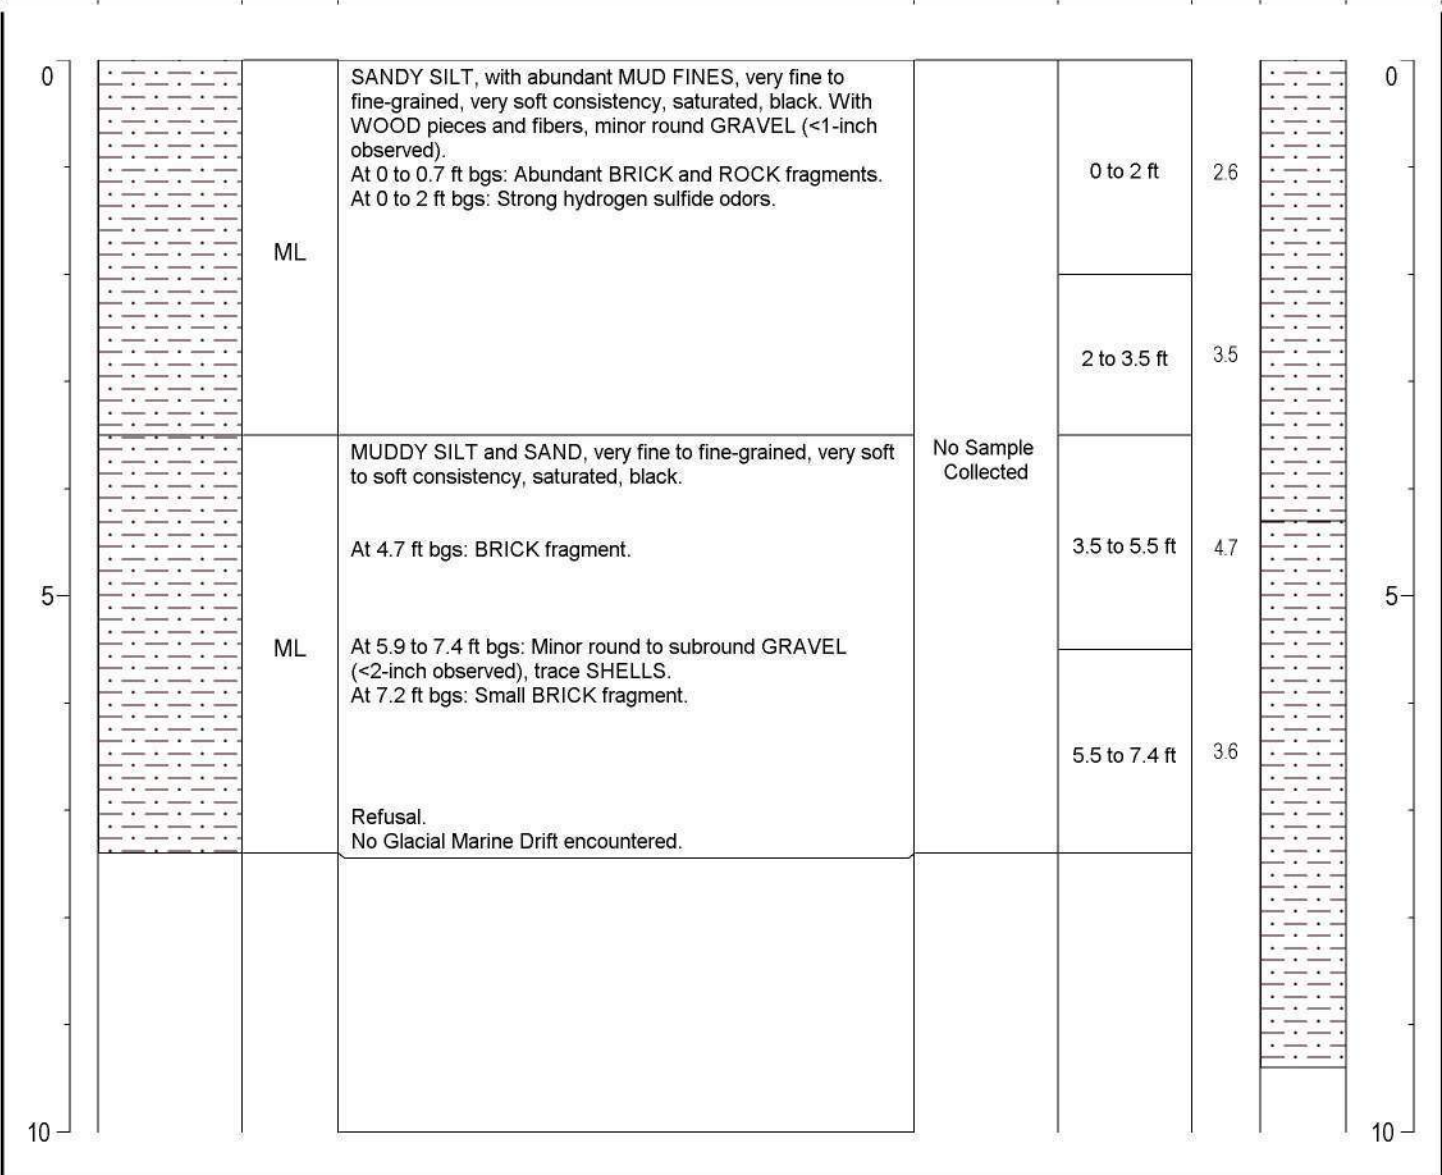 0
SANDY SILT, with abundant MUD FINES, very fine to
fine-grained, very soft consistency, saturated, black. With
WOOD pieces and fibers, minor round GRAVEL (<1-inch
observed).
At 0 to 0.7 ft bgs: Abundant BRICK and ROCK fragments.
At 0 to 2 ft bgs: Strong hydrogen sulfide odors.
ML
0 to 2 ft
2.6
0
2 to 3.5 ft
3.5
MUDDY SILT and SAND, very fine to fine-grained, very soft
to soft consistency, saturated, black.
No Sample
Collected
At 4.7 ft bgs: BRICK fragment.
3.5 to 5.5 ft
4.7
5
5
ML
At 5.9 to 7.4 ft bgs: Minor round to subround GRAVEL
(<2-inch observed), trace SHELLS.
At 7.2 ft bgs: Small BRICK fragment.
5.5 to 7.4 ft
3.6
Refusal.
No Glacial Marine Drift encountered.
10
10